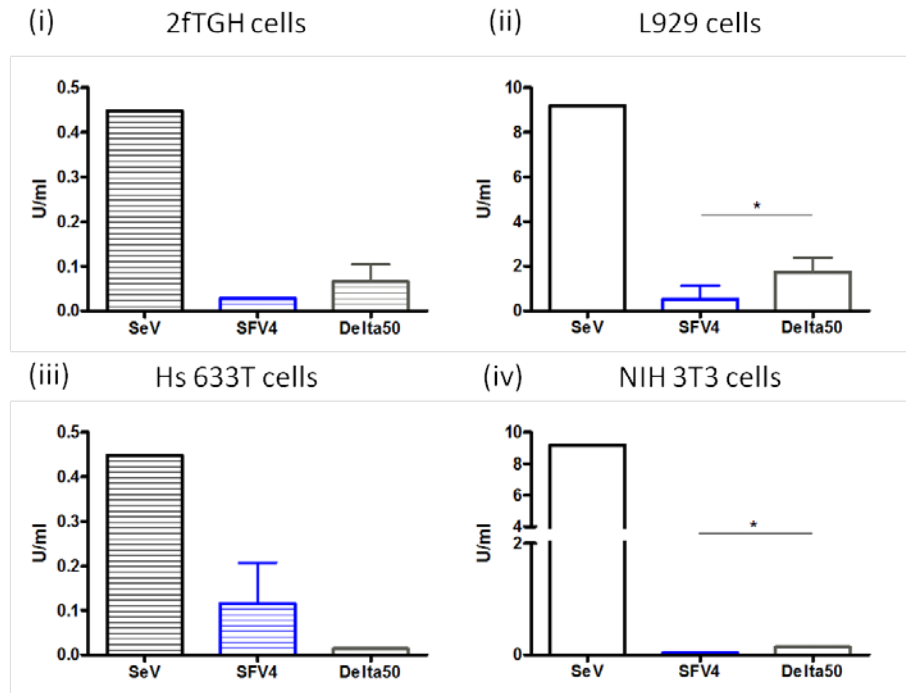 (i) 2fTGH cells
0.5
0.4
0.3
0.2
0.1
0.0
U/ml
SeV SFV4 Delta50
(ii) L929 cells
10
8
6
4
2
0
U/ml
*
SeV SFV4 Delta50
(iii) Hs 633T cells
0.5
0.4
0.3
0.2
0.1
0.0
U/ml
SeV SFV4 Delta50
(iv) NIH 3T3 cells
10
8
6
4
2
0
U/ml
*
SeV SFV4 Delta50